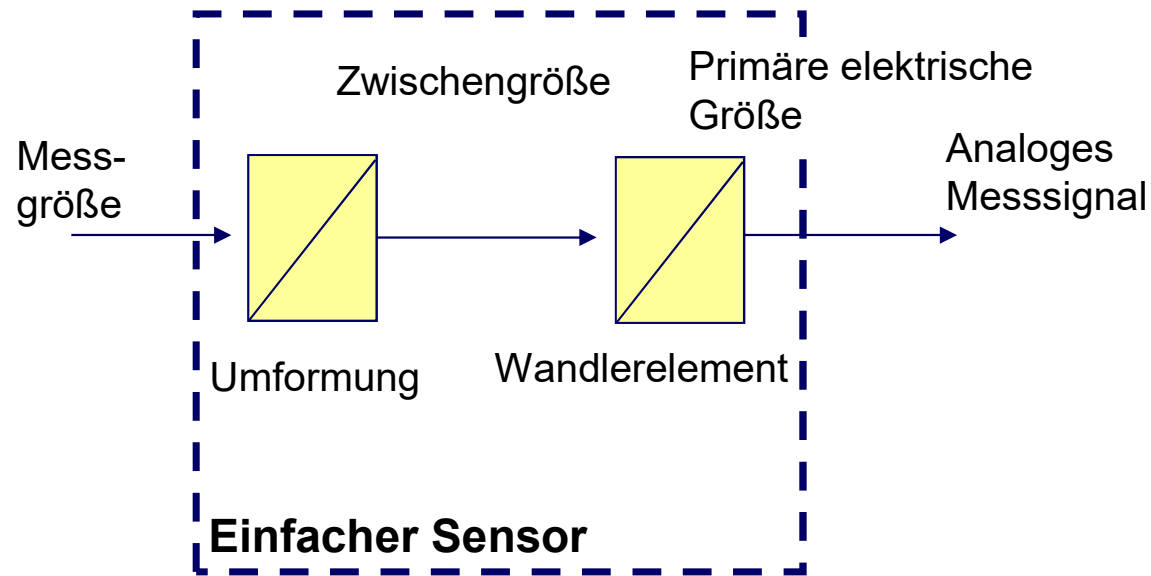 Zwischengröße
Primäre elektrische
Größe
Mess-
größe
Analoges
Messsignal
Umformung
Wandlerelement
Einfacher Sensor